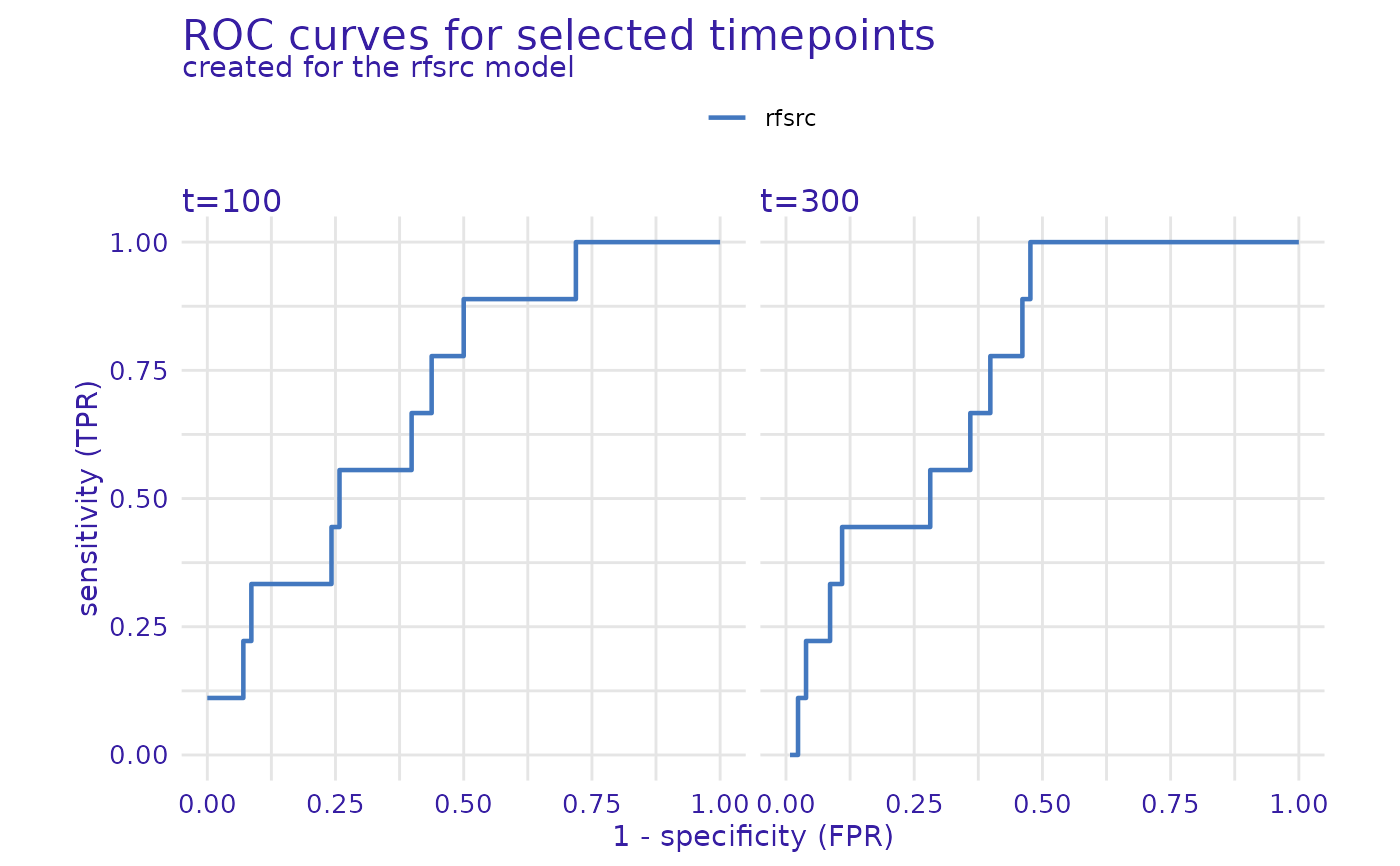 ROC curves for selected timepoints
created for the rfsrc model
rfsrc
t=100
t=300
sensitivity (TPR)
1.00
0.75
0.50
0.25
0.00
0.00 0.25 0.50 0.75 1.00 0.00 0.25 0.50 0.75 1.00
1 - specificity (FPR)